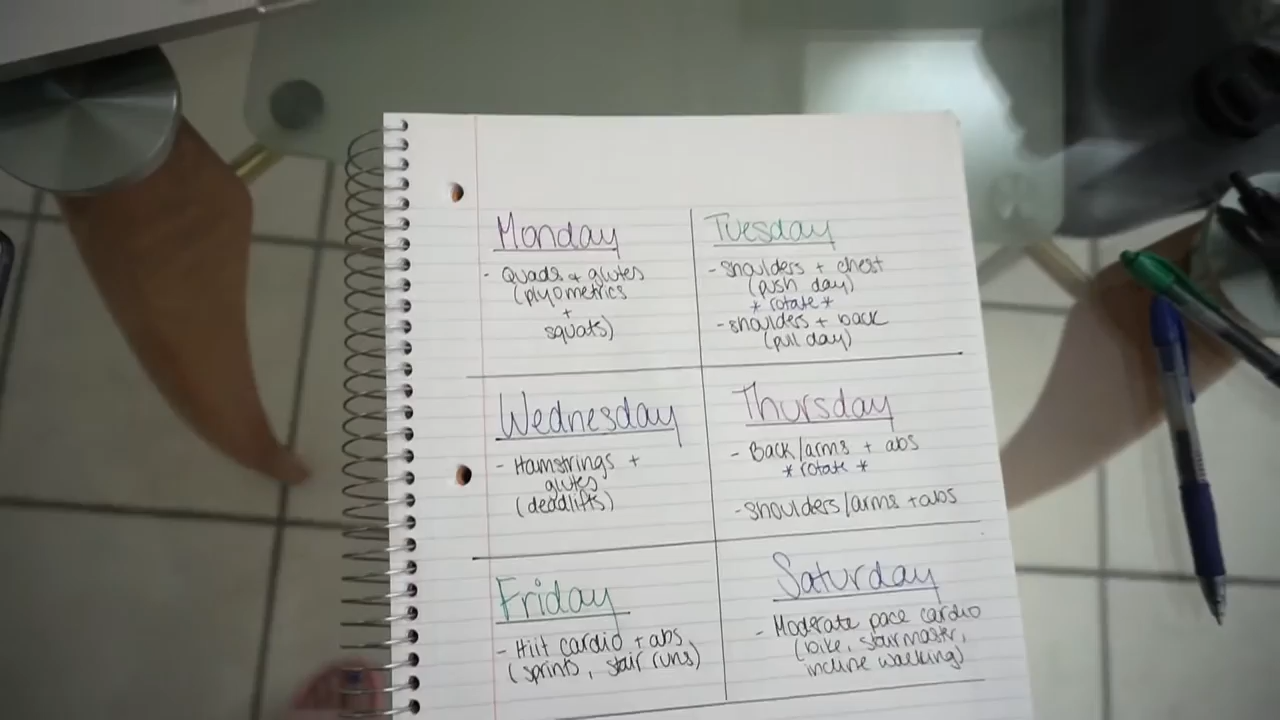 Monday
- Quads + glutes
(plyometrics
+
squats)
Tuesday
- shoulders + chest
(push day)
* rotate *
- shoulders + back
(pull day)
Wednesday
- Hamstrings +
glutes
(deadlifts)
Thursday
- Back/arms + abs
* rotate *
- shoulders/arms + abs
Friday
- Hiit cardio + abs
(sprints, stair runs)
Saturday
- Moderate pace cardio
(bike, stairmaster,
incline walking)